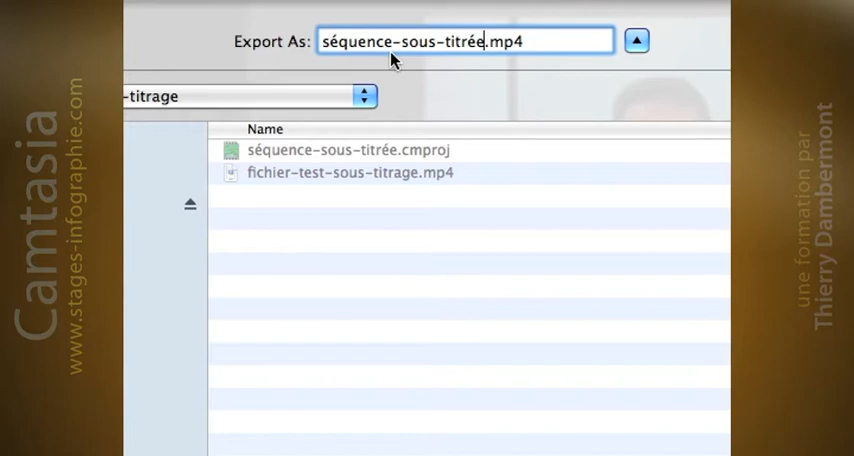 Export As: séquence-sous-titrée.mp4
-titrage
Name
séquence-sous-titrée.cmproj
fichier-test-sous-titrage.mp4
Camtasia
www.stages-infographie.com
une formation par
Thierry Dambermont